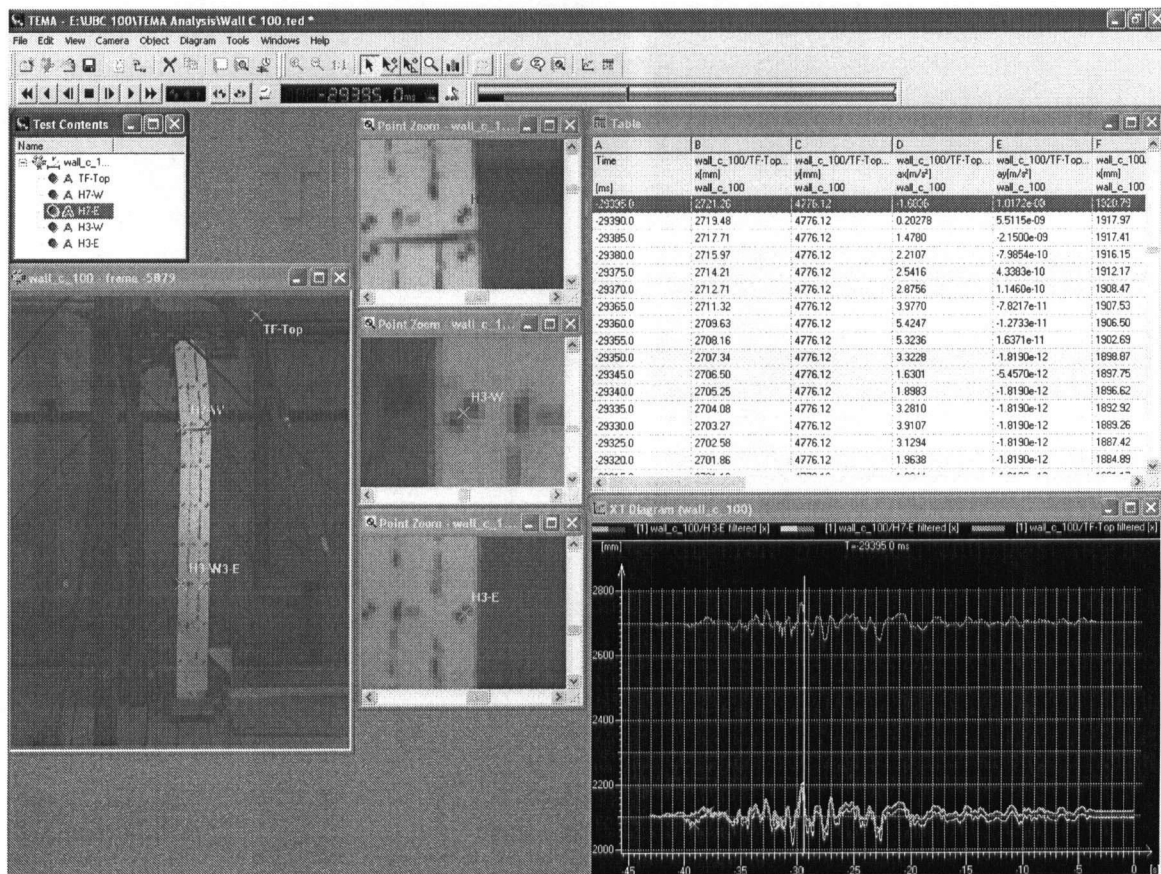 TEMA - E:\UBC 100\TEMA Analysis\Wall C 100.ted *
File Edit View Camera Object Diagram Tools Windows Help
1:1
-29395.0 ms
Test Contents
Name
wall_c_1...
TF-Top
H7-W
H7-E
H3-W
H3-E
wall_c_100 - frame -5879
TF-Top
H7-W
H3-W H3-E
Point Zoom - wall_c_1...
Point Zoom - wall_c_1...
H3-W
Point Zoom - wall_c_1...
H3-E
Table
A B C D E F
Time wall_c_100/TF-Top... wall_c_100/TF-Top... wall_c_100/TF-Top... wall_c_100/TF-Top... wall_c_100.
x[mm] y[mm] ax[m/s²] ay[m/s²] x[mm]
[ms] wall_c_100 wall_c_100 wall_c_100 wall_c_100 wall_c_100
-29395.0 2721.26 4776.12 -1.6036 1.0172e-08 1920.79
-29390.0 2719.48 4776.12 0.20278 5.5115e-09 1917.97
-29385.0 2717.71 4776.12 1.4780 -2.1500e-09 1917.41
-29380.0 2715.97 4776.12 2.2107 -7.9854e-10 1916.15
-29375.0 2714.21 4776.12 2.5416 4.3383e-10 1912.17
-29370.0 2712.71 4776.12 2.8756 1.1460e-10 1908.47
-29365.0 2711.32 4776.12 3.9770 -7.8217e-11 1907.53
-29360.0 2709.63 4776.12 5.4247 -1.2733e-11 1906.50
-29355.0 2708.16 4776.12 5.3236 1.6371e-11 1902.69
-29350.0 2707.34 4776.12 3.3228 -1.8190e-12 1898.87
-29345.0 2706.50 4776.12 1.6301 -5.4570e-12 1897.75
-29340.0 2705.25 4776.12 1.8983 -1.8190e-12 1896.62
-29335.0 2704.08 4776.12 3.2810 -1.8190e-12 1892.92
-29330.0 2703.27 4776.12 3.9107 -1.8190e-12 1889.26
-29325.0 2702.58 4776.12 3.1294 -1.8190e-12 1887.42
-29320.0 2701.86 4776.12 1.9638 -1.8190e-12 1884.89
XT Diagram (wall_c_100)
[1] wall_c_100/H3-E filtered [x] [1] wall_c_100/H7-E filtered [x] [1] wall_c_100/TF-Top filtered [x]
[mm] T=-29395.0 ms
2800
2600
2400
2200
2000
-45 -40 -35 -30 -25 -20 -15 -10 -5 0